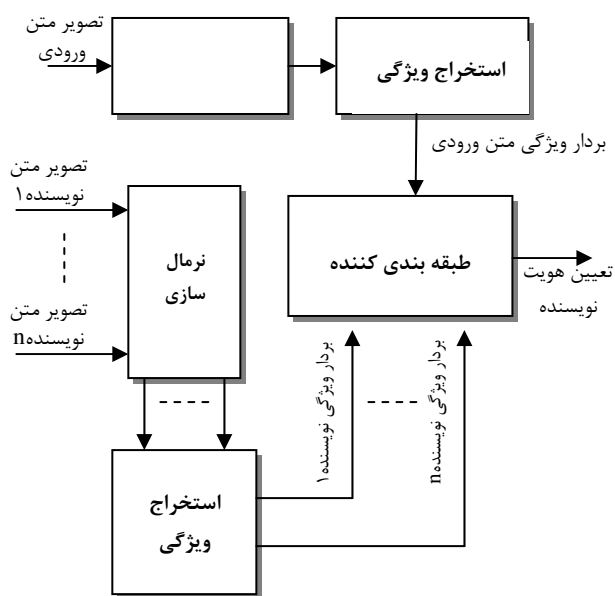 تصویر متن
ورودی
استخراج ویژگی
بردار ویژگی متن ورودی
تصویر متن
نویسنده۱
نرمال
سازی
طبقه بندی کننده
تعیین هویت
نویسنده
تصویر متن
نویسندهn
بردار ویژگی نویسنده۱
بردار ویژگی نویسندهn
استخراج
ویژگی